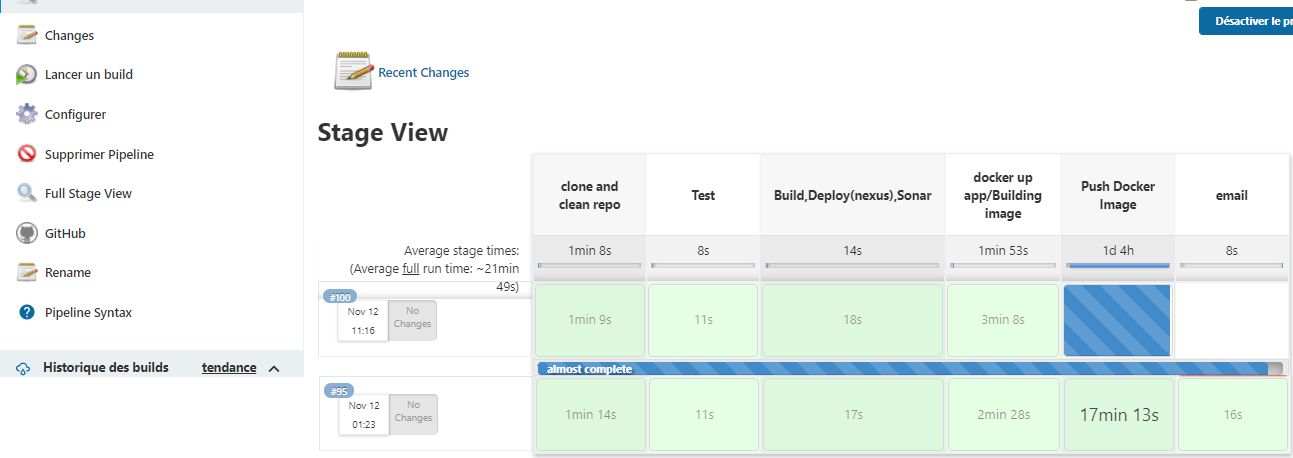 Désactiver le pr
Changes
Lancer un build
Configurer
Supprimer Pipeline
Full Stage View
GitHub
Rename
Pipeline Syntax
Historique des builds tendance
Recent Changes
Stage View
clone and
clean repo
Test
Build,Deploy(nexus),Sonar
docker up
app/Building
image
Push Docker
Image
email
Average stage times:
(Average full run time: ~21min
49s)
1min 8s
8s
14s
1min 53s
1d 4h
8s
#100
Nov 12
11:16
No
Changes
1min 9s
11s
18s
3min 8s
almost complete
#95
Nov 12
01:23
No
Changes
1min 14s
11s
17s
2min 28s
17min 13s
16s